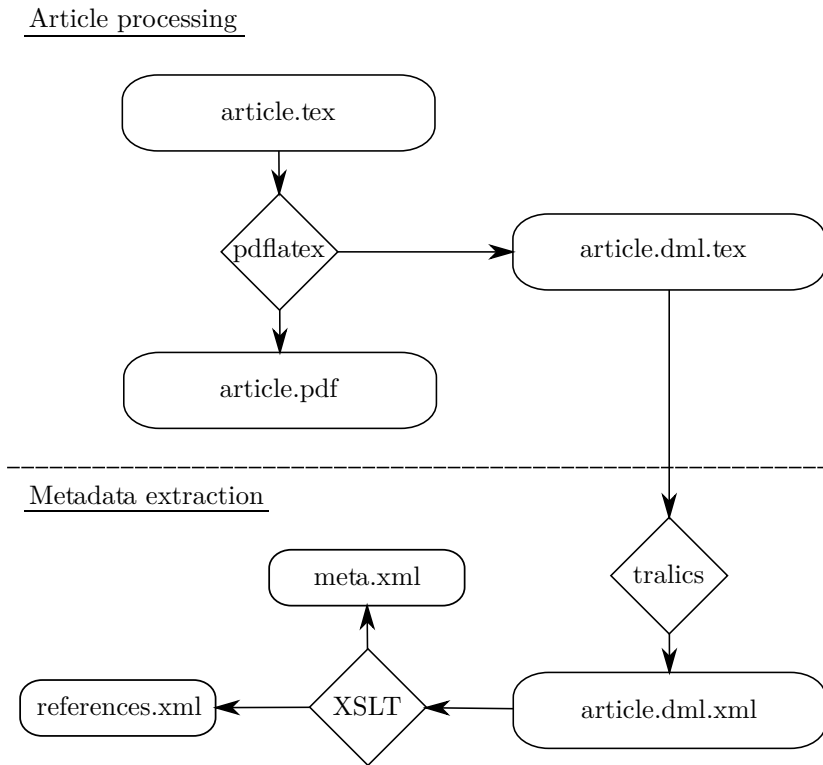 Article processing
article.tex
pdflatex
article.dml.tex
article.pdf
Metadata extraction
meta.xml
tralics
references.xml
XSLT
article.dml.xml